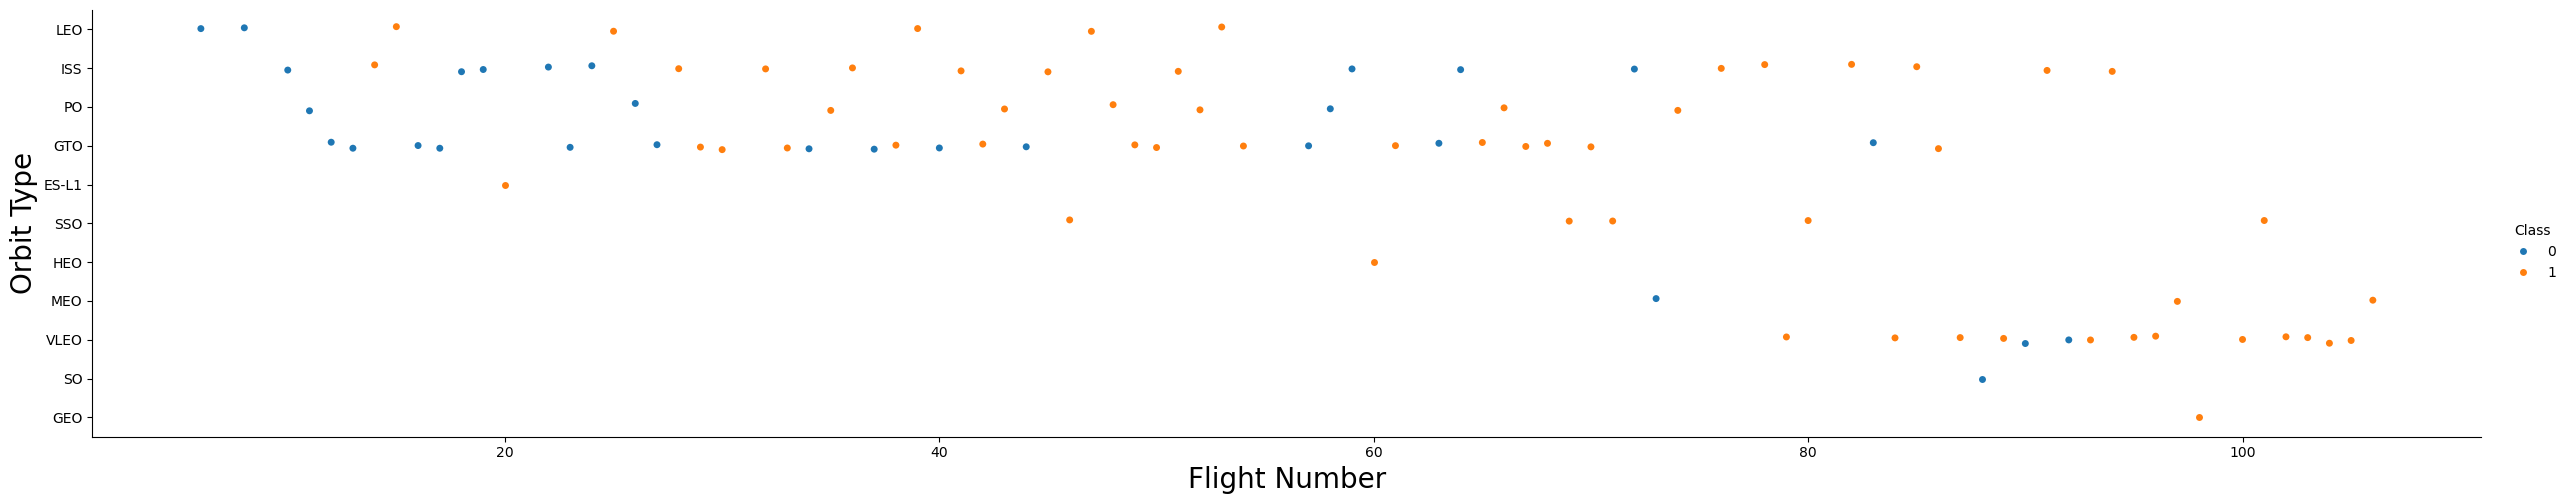 LEO
ISS
PO
GTO
ES-L1
SSO
HEO
MEO
VLEO
SO
GEO
Orbit Type
20 40 60 80 100
Flight Number
Class
0
1